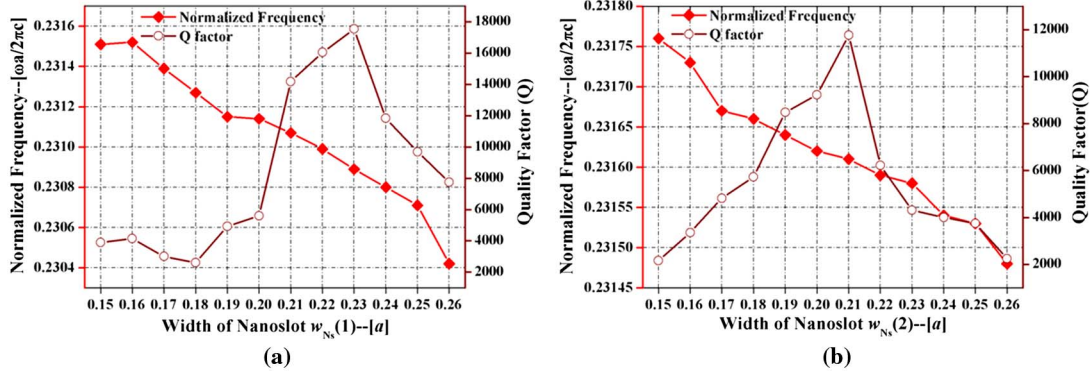 Normalized Frequency
Q factor
Normalized Frequency--[ωa/2πc]
0.2316
0.2314
0.2312
0.2310
0.2308
0.2306
0.2304
18000
16000
14000
12000
10000
8000
6000
4000
2000
Quality Factor (Q)
0.15 0.16 0.17 0.18 0.19 0.20 0.21 0.22 0.23 0.24 0.25 0.26
Width of Nanoslot w_Ns(1)--[a]
(a)
Normalized Frequency
Q factor
Normalized Frequency--[ωa/2πc]
0.23180
0.23175
0.23170
0.23165
0.23160
0.23155
0.23150
0.23145
12000
10000
8000
6000
4000
2000
Quality Factor(Q)
0.15 0.16 0.17 0.18 0.19 0.20 0.21 0.22 0.23 0.24 0.25 0.26
Width of Nanoslot w_Ns(2)--[a]
(b)